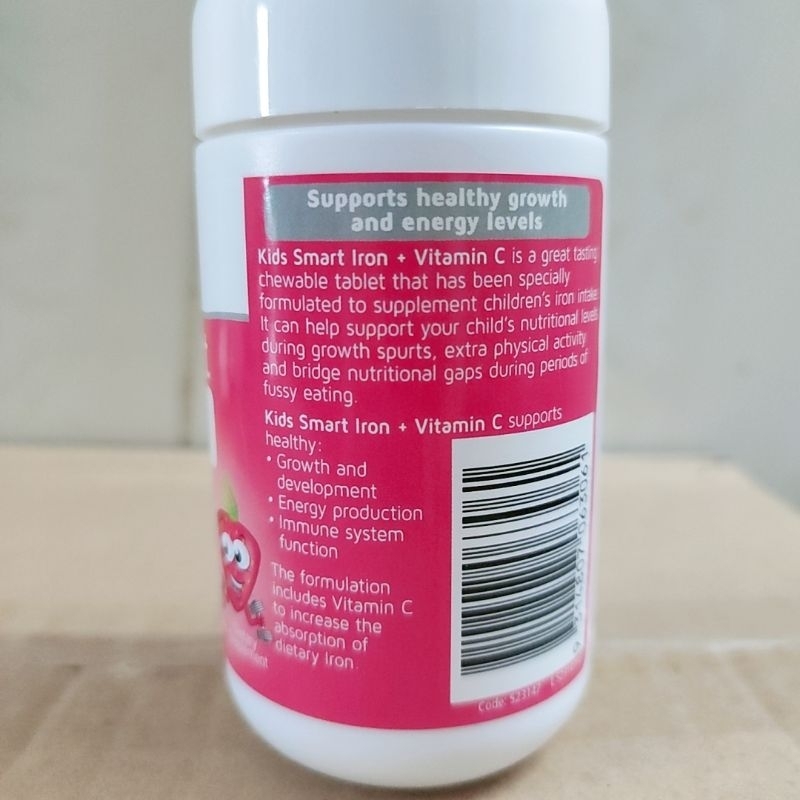 Supports healthy growth
and energy levels
Kids Smart Iron + Vitamin C is a great tasting
chewable tablet that has been specially
formulated to supplement children's iron intake.
It can help support your child's nutritional levels
during growth spurts, extra physical activity
and bridge nutritional gaps during periods of
fussy eating.
Kids Smart Iron + Vitamin C supports
healthy:
• Growth and
development
• Energy production
• Immune system
function
The formulation
includes Vitamin C
to increase the
absorption of
dietary Iron.
Code: 523147